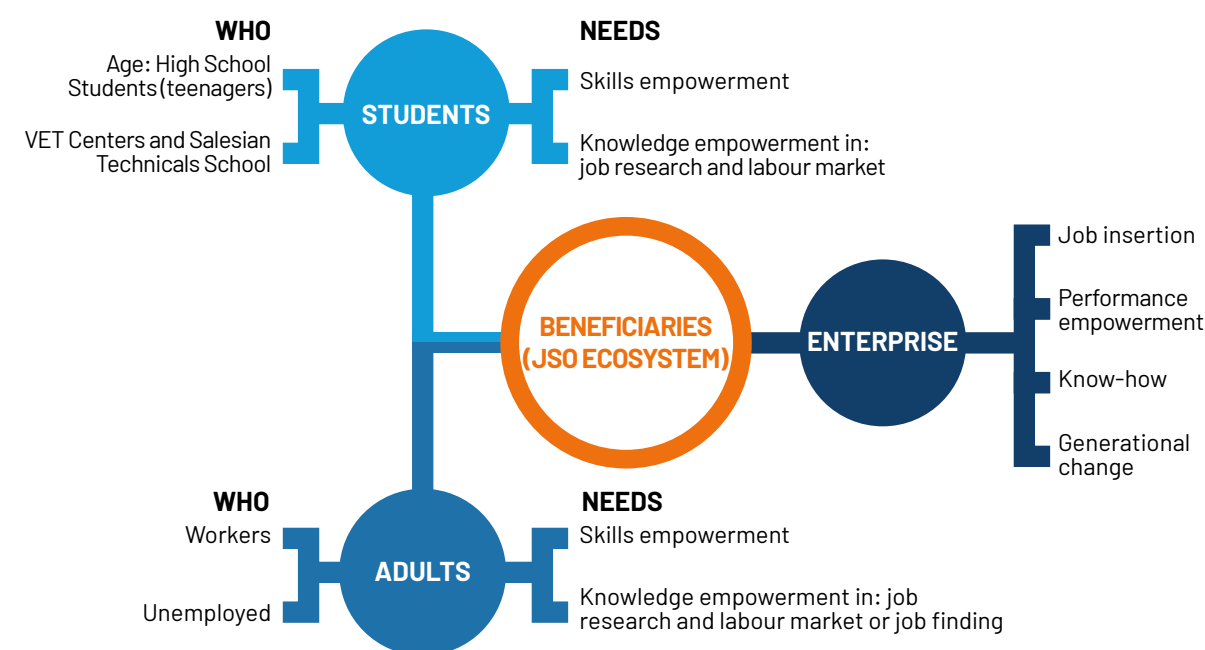 WHO
Age: High School
Students (teenagers)
VET Centers and Salesian
Technicals School
STUDENTS
NEEDS
Skills empowerment
Knowledge empowerment in:
job research and labour market
BENEFICIARIES
(JSO ECOSYSTEM)
ENTERPRISE
Job insertion
Performance
empowerment
Know-how
Generational
change
WHO
Workers
Unemployed
ADULTS
NEEDS
Skills empowerment
Knowledge empowerment in: job
research and labour market or job finding